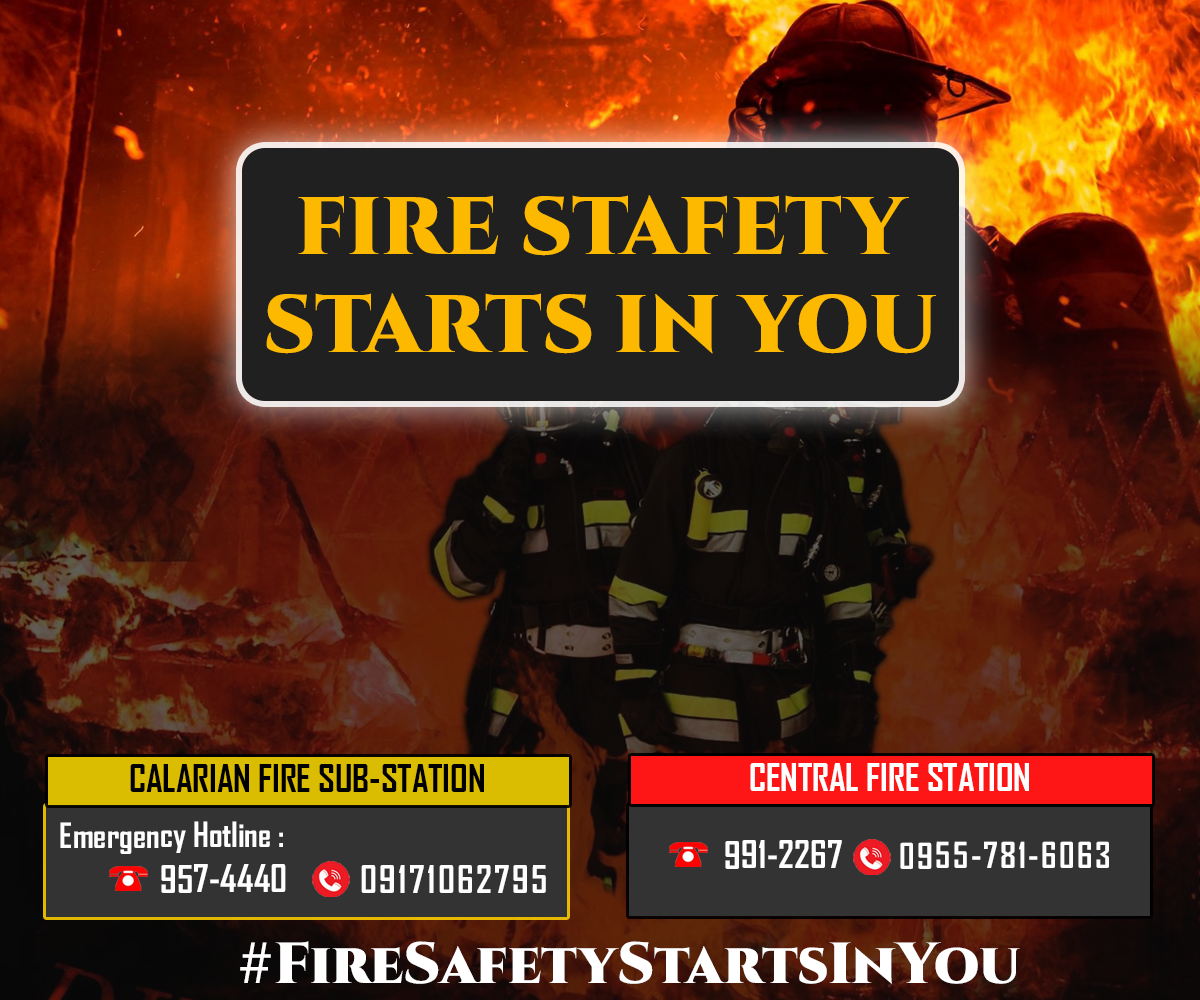 FIRE STAFETY
STARTS IN YOU
CALARIAN FIRE SUB-STATION
Emergency Hotline :
957-4440 09171062795
CENTRAL FIRE STATION
991-2267 0955-781-6063
#FireSafetyStartsInYou